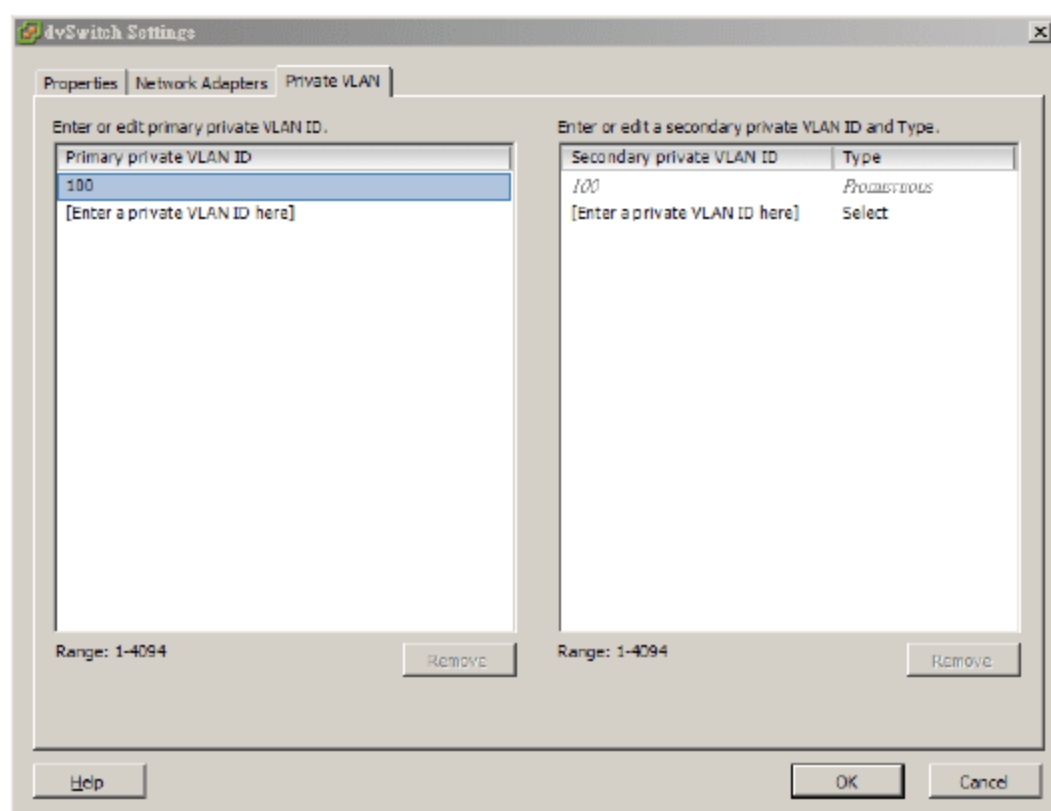 dvSwitch Settings
Properties Network Adapters Private VLAN
Enter or edit primary private VLAN ID.
Primary private VLAN ID
100
[Enter a private VLAN ID here]
Range: 1-4094
Remove
Enter or edit a secondary private VLAN ID and Type.
Secondary private VLAN ID Type
100 Promiscuous
[Enter a private VLAN ID here] Select
Range: 1-4094
Remove
Help OK Cancel